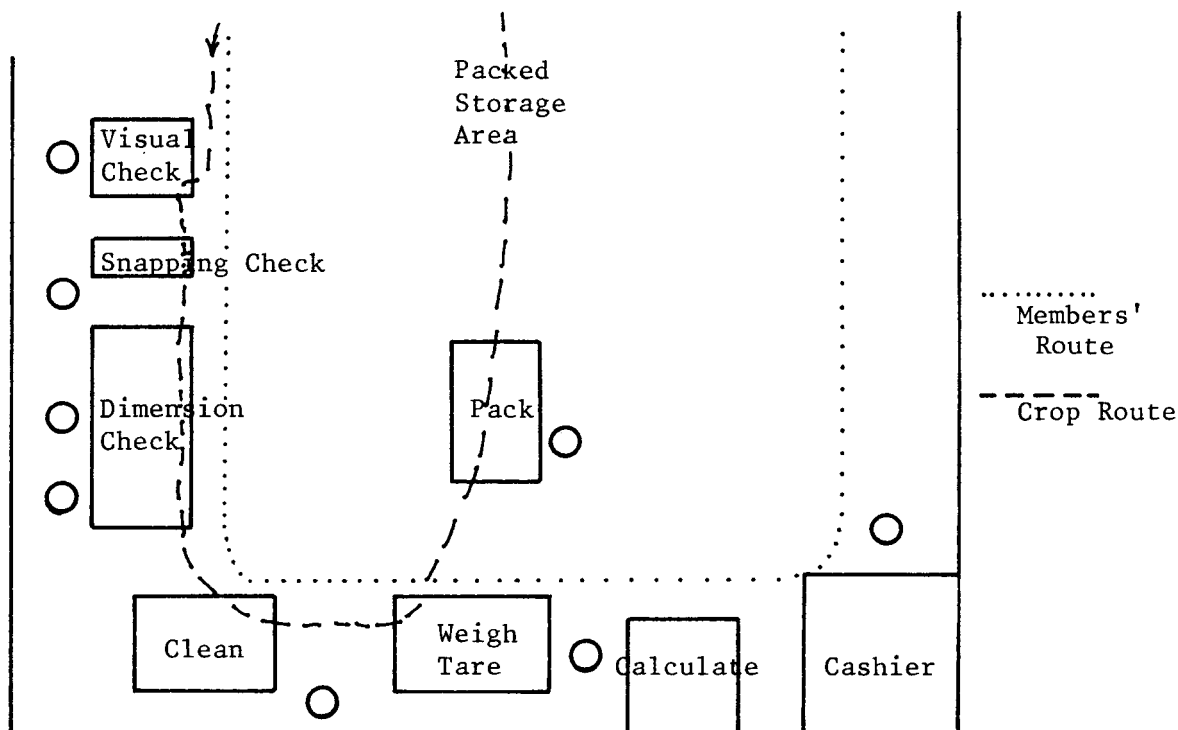 Packed
Storage
Area
Visual
Check
Snapping Check
Dimension
Check
Pack
Members'
Route
Crop Route
Clean
Weigh
Tare
Calculate
Cashier